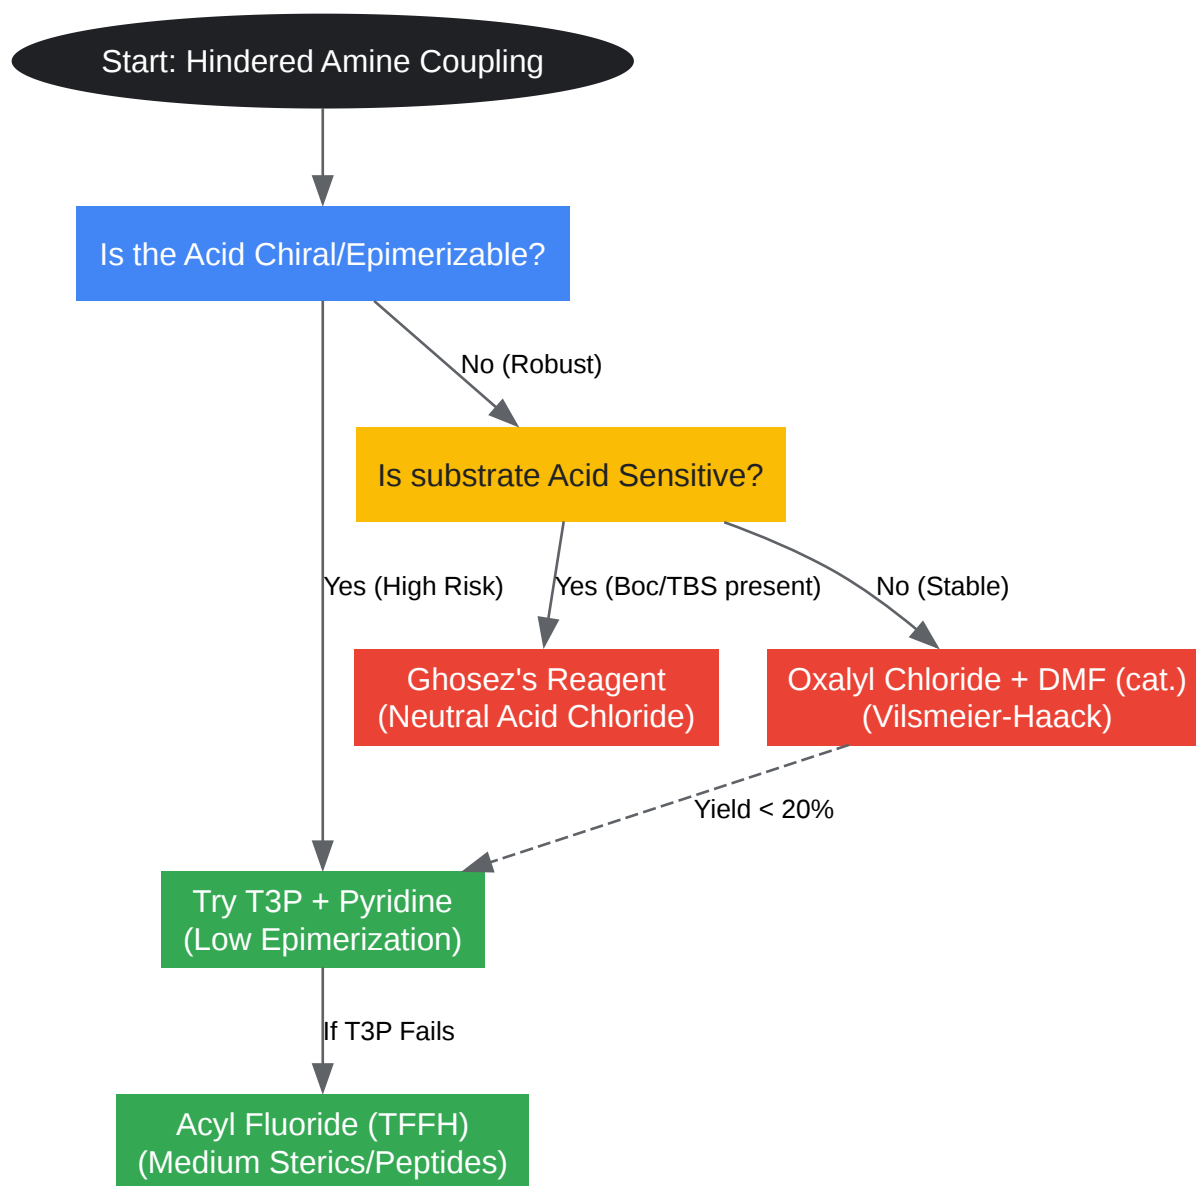 Start: Hindered Amine Coupling
Is the Acid Chiral/Epimerizable?
No (Robust)
Is substrate Acid Sensitive?
Yes (High Risk)
Yes (Boc/TBS present)
No (Stable)
Ghosez's Reagent
(Neutral Acid Chloride)
Oxalyl Chloride + DMF (cat.)
(Vilsmeier-Haack)
Yield < 20%
Try T3P + Pyridine
(Low Epimerization)
If T3P Fails
Acyl Fluoride (TFFH)
(Medium Sterics/Peptides)